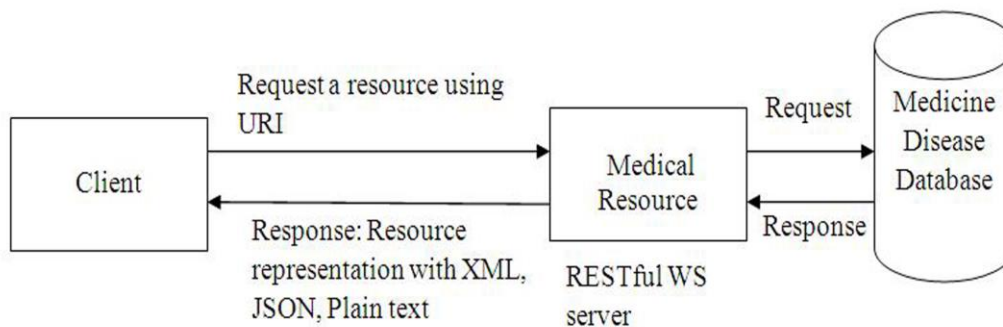 Client
Request a resource using
URI
Response: Resource
representation with XML,
JSON, Plain text
Medical
Resource
RESTful WS
server
Request
Response
Medicine
Disease
Database